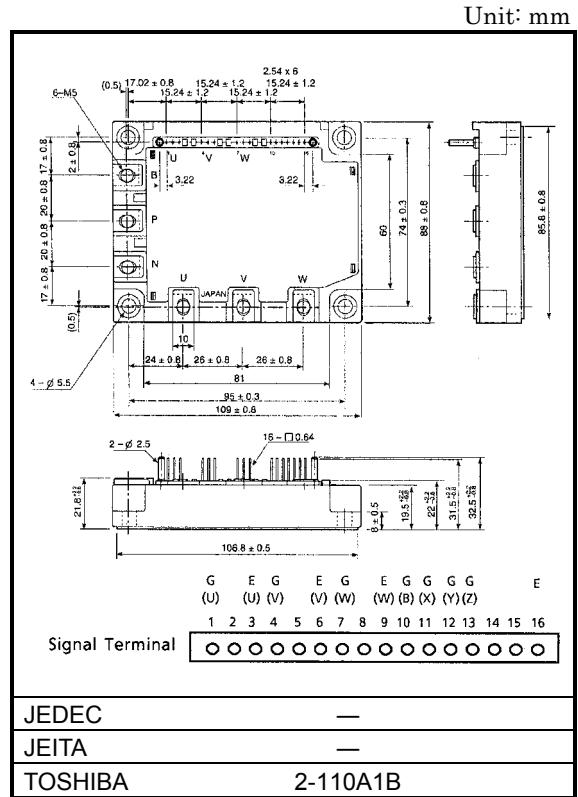 Unit: mm
2.54 x 6
(0.5) 17.02 ± 0.8 15.24 ± 1.2 15.24 ± 1.2
15.24 ± 1.2 15.24 ± 1.2
6-M5
2 ± 0.8
17 ± 0.8
20 ± 0.8
20 ± 0.8
17 ± 0.8
(0.5)
U V W
B
3.22 3.22
P
N
U V W
JAPAN
60
74 ± 0.3
88 ± 0.8
85.8 ± 0.8
10
24 ± 0.8 26 ± 0.8 26 ± 0.8
81
4 - ø 5.5
95 ± 0.3
109 ± 0.8
2 - ø 2.5 16 - □ 0.64
21.8
8 ± 0.5
19.5
22
31.5
32.5
106.8 ± 0.5
G E G E G E G G G G E
(U) (U) (V) (V) (W) (W) (B) (X) (Y) (Z)
1 2 3 4 5 6 7 8 9 10 11 12 13 14 15 16
Signal Terminal
JEDEC —
JEITA —
TOSHIBA 2-110A1B